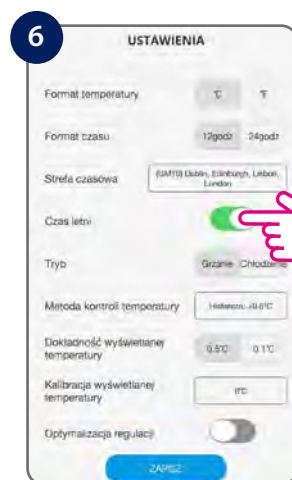 6
USTAWIENIA
Format temperatury °C °F
Format czasu 12godz 24godz
Strefa czasowa (GMT0) Dublin, Edinburgh, Lisbon, London
Czas letni
Tryb Grzanie Chłodzenie
Metoda kontroli temperatury
Dokładność wyświetlanej temperatury 0.5°C 0.1°C
Kalibracja wyświetlanej temperatury 0°C
Optymalizacja regulacji
ZAPISZ